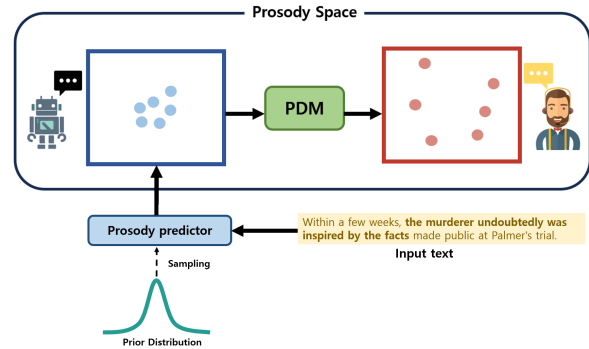 Prosody Space
PDM
Prosody predictor
Within a few weeks, the murderer undoubtedly was
inspired by the facts made public at Palmer's trial.
Input text
Sampling
Prior Distribution